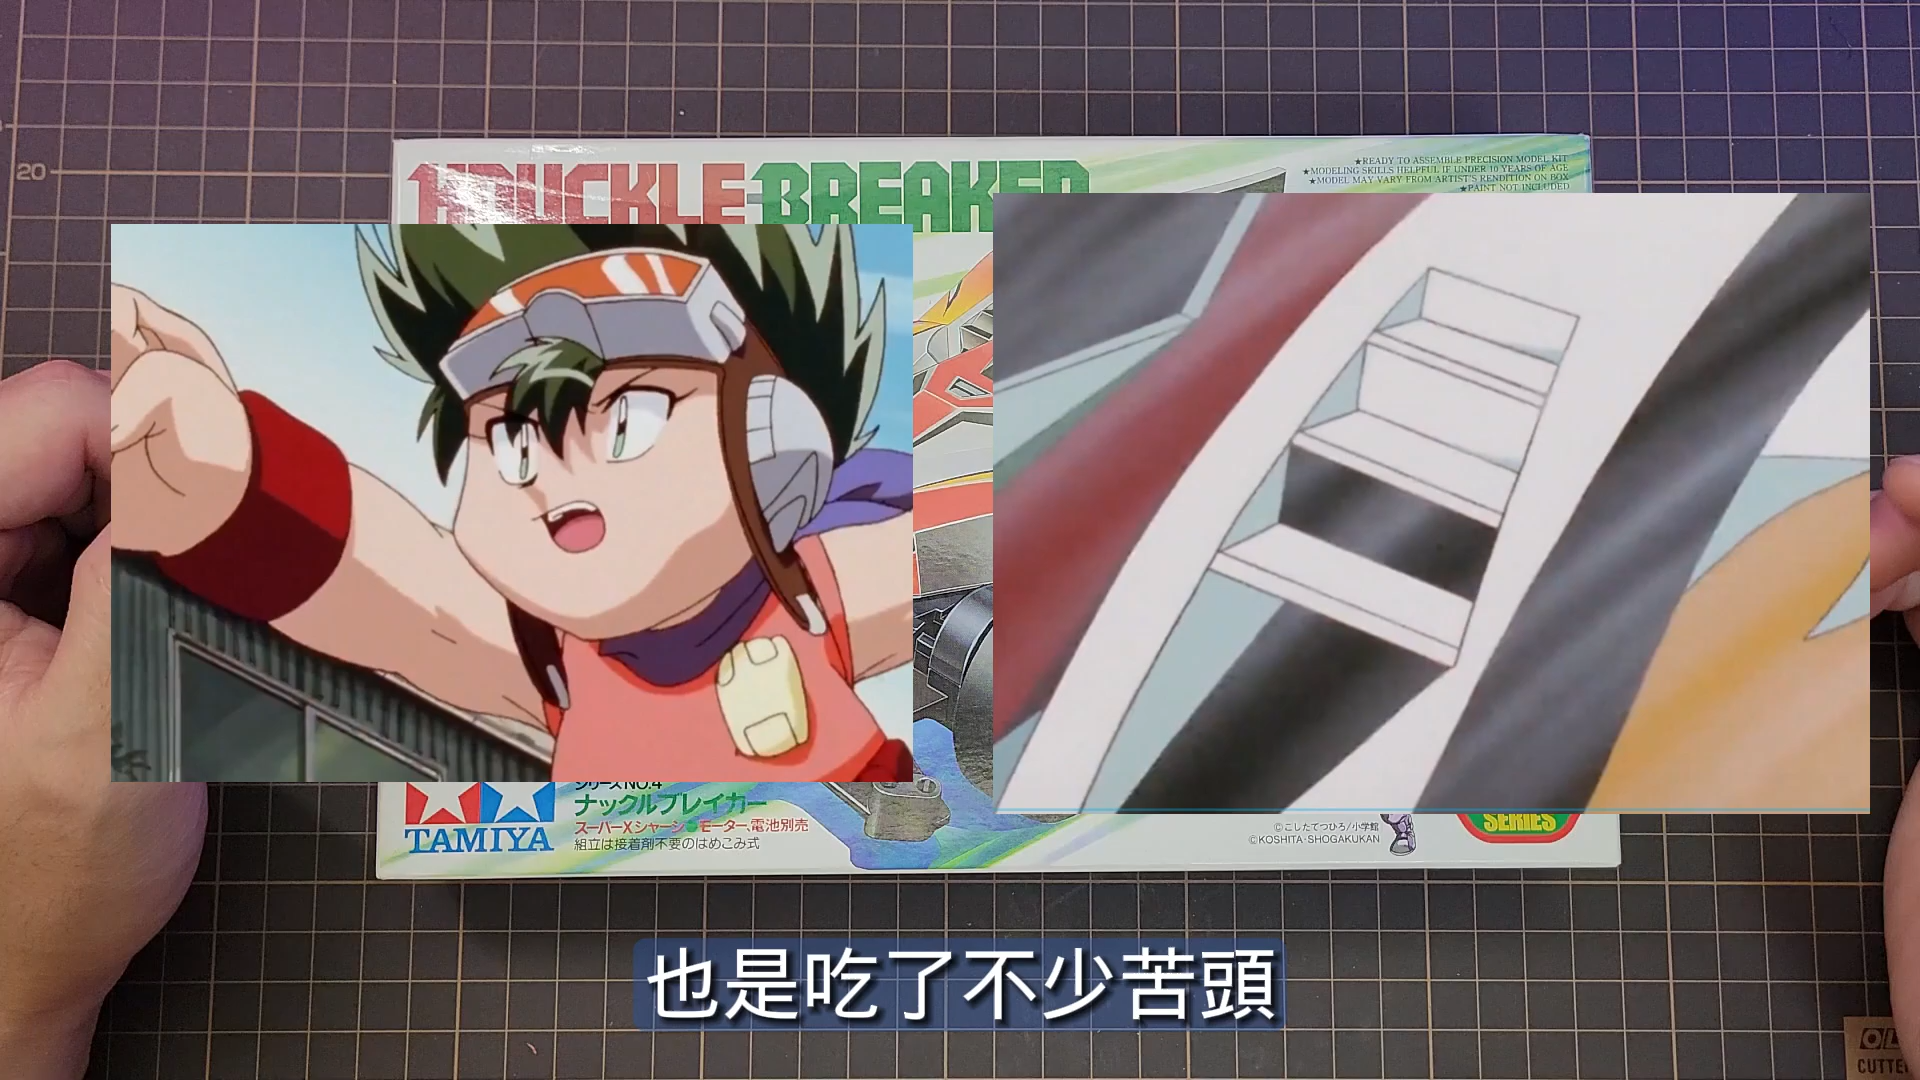 KNUCKLE BREAKER
★READY TO ASSEMBLE PRECISION MODEL KIT
★MODELING SKILLS HELPFUL IF UNDER 10 YEARS OF AGE
★MODEL MAY VARY FROM ARTIST'S RENDITION ON BOX
★PAINT NOT INCLUDED
20
シリーズNO.4
ナックルブレイカー
スーパーXシャーシ●モーター、電池別売
組立は接着剤不要のはめこみ式
TAMIYA
SERIES
©こしたてつひろ/小学館
©KOSHITA・SHOGAKUKAN
也是吃了不少苦頭